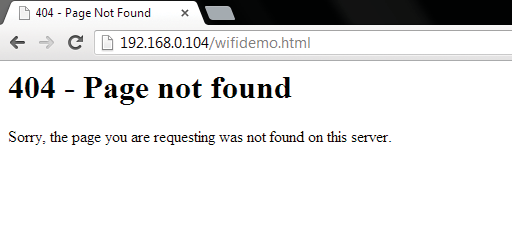 404 - Page Not Found
192.168.0.104/wifidemo.html
404 - Page not found
Sorry, the page you are requesting was not found on this server.